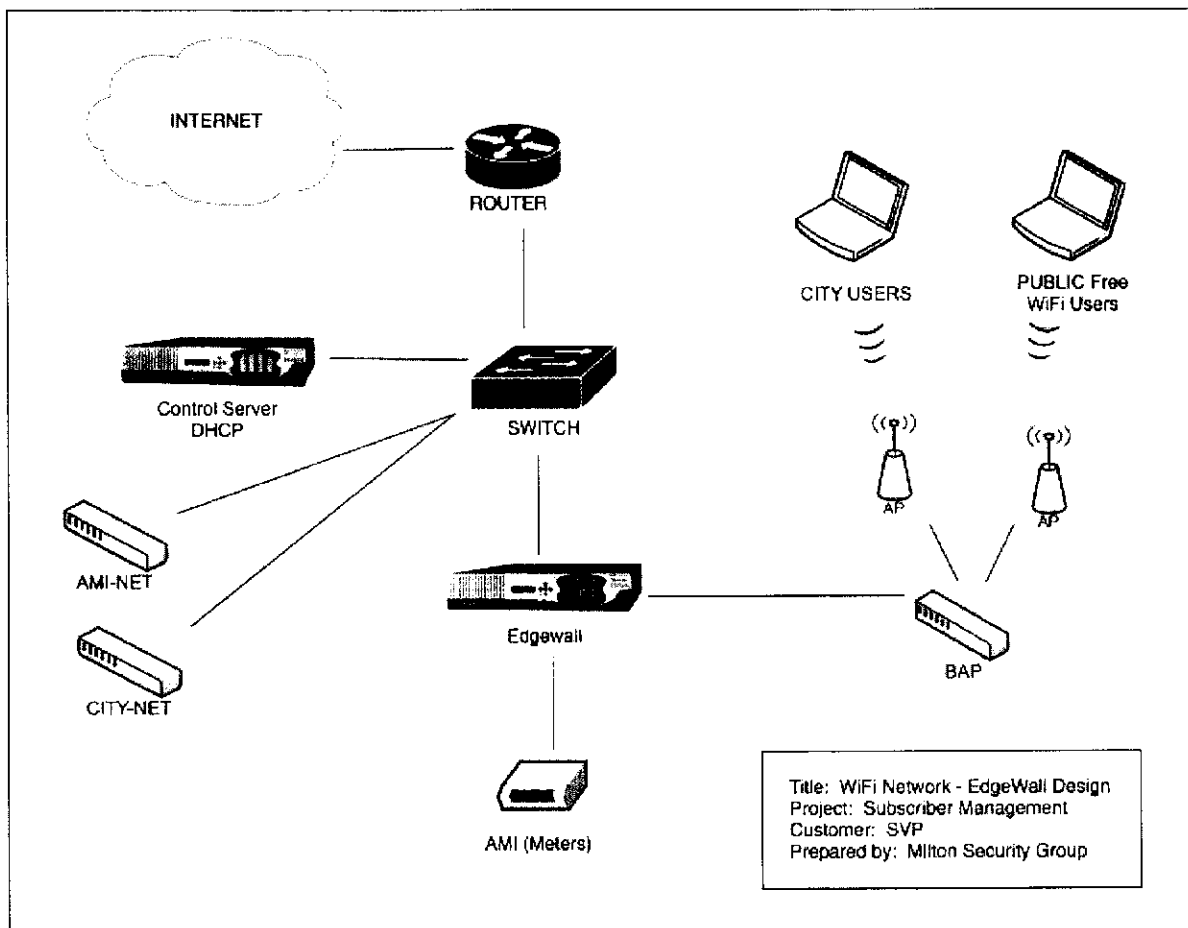 INTERNET
ROUTER
CITY USERS
PUBLIC Free
WiFi Users
Control Server
DHCP
SWITCH
AP
AP
AMI-NET
Edgewall
BAP
CITY-NET
AMI (Meters)
Title: WiFi Network - EdgeWall Design
Project: Subscriber Management
Customer: SVP
Prepared by: Milton Security Group